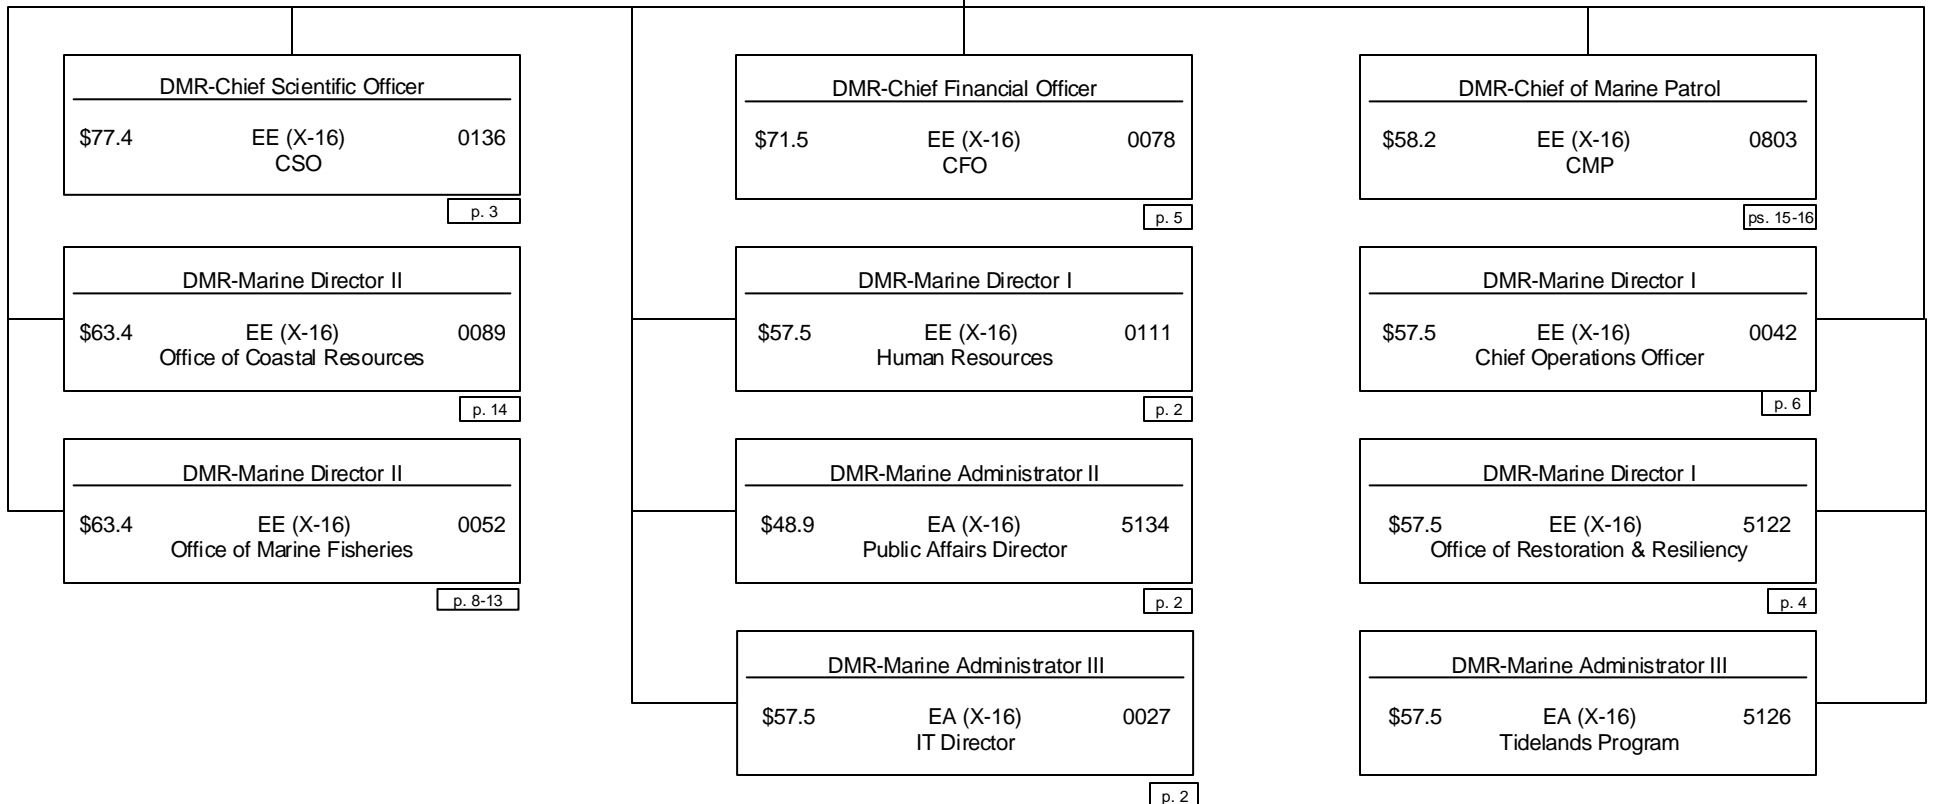 DMR-Chief Scientific Officer
$77.4 EE (X-16) 0136
CSO
p. 3
DMR-Marine Director II
$63.4 EE (X-16) 0089
Office of Coastal Resources
p. 14
DMR-Marine Director II
$63.4 EE (X-16) 0052
Office of Marine Fisheries
p. 8-13
DMR-Chief Financial Officer
$71.5 EE (X-16) 0078
CFO
p. 5
DMR-Marine Director I
$57.5 EE (X-16) 0111
Human Resources
p. 2
DMR-Marine Administrator II
$48.9 EA (X-16) 5134
Public Affairs Director
p. 2
DMR-Marine Administrator III
$57.5 EA (X-16) 0027
IT Director
p. 2
DMR-Chief of Marine Patrol
$58.2 EE (X-16) 0803
CMP
ps. 15-16
DMR-Marine Director I
$57.5 EE (X-16) 0042
Chief Operations Officer
p. 6
DMR-Marine Director I
$57.5 EE (X-16) 5122
Office of Restoration & Resiliency
p. 4
DMR-Marine Administrator III
$57.5 EA (X-16) 5126
Tidelands Program